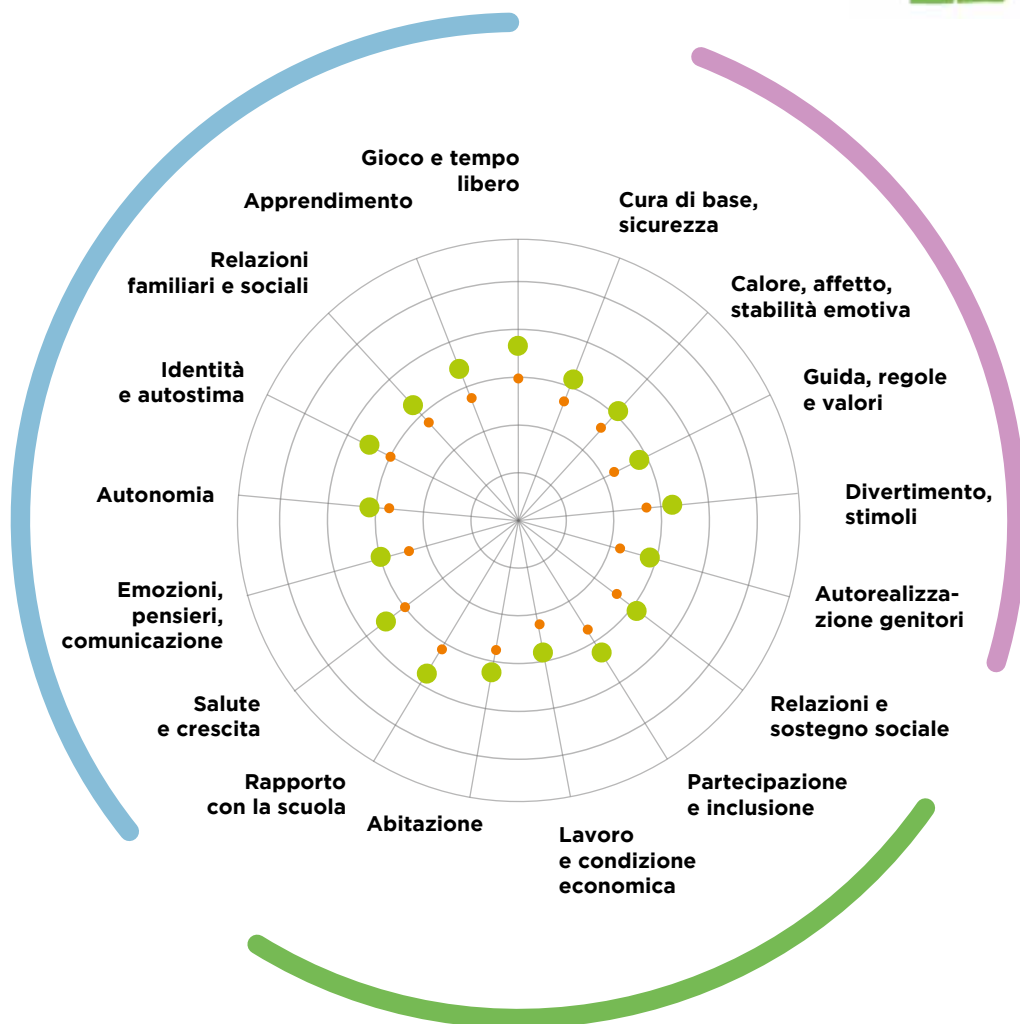 Gioco e tempo
libero
Cura di base,
sicurezza
Calore, affetto,
stabilità emotiva
Guida, regole
e valori
Divertimento,
stimoli
Autorealizza-
zione genitori
Relazioni e
sostegno sociale
Partecipazione
e inclusione
Lavoro
e condizione
economica
Abitazione
Rapporto
con la scuola
Salute
e crescita
Emozioni,
pensieri,
comunicazione
Autonomia
Identità
e autostima
Relazioni
familiari e sociali
Apprendimento